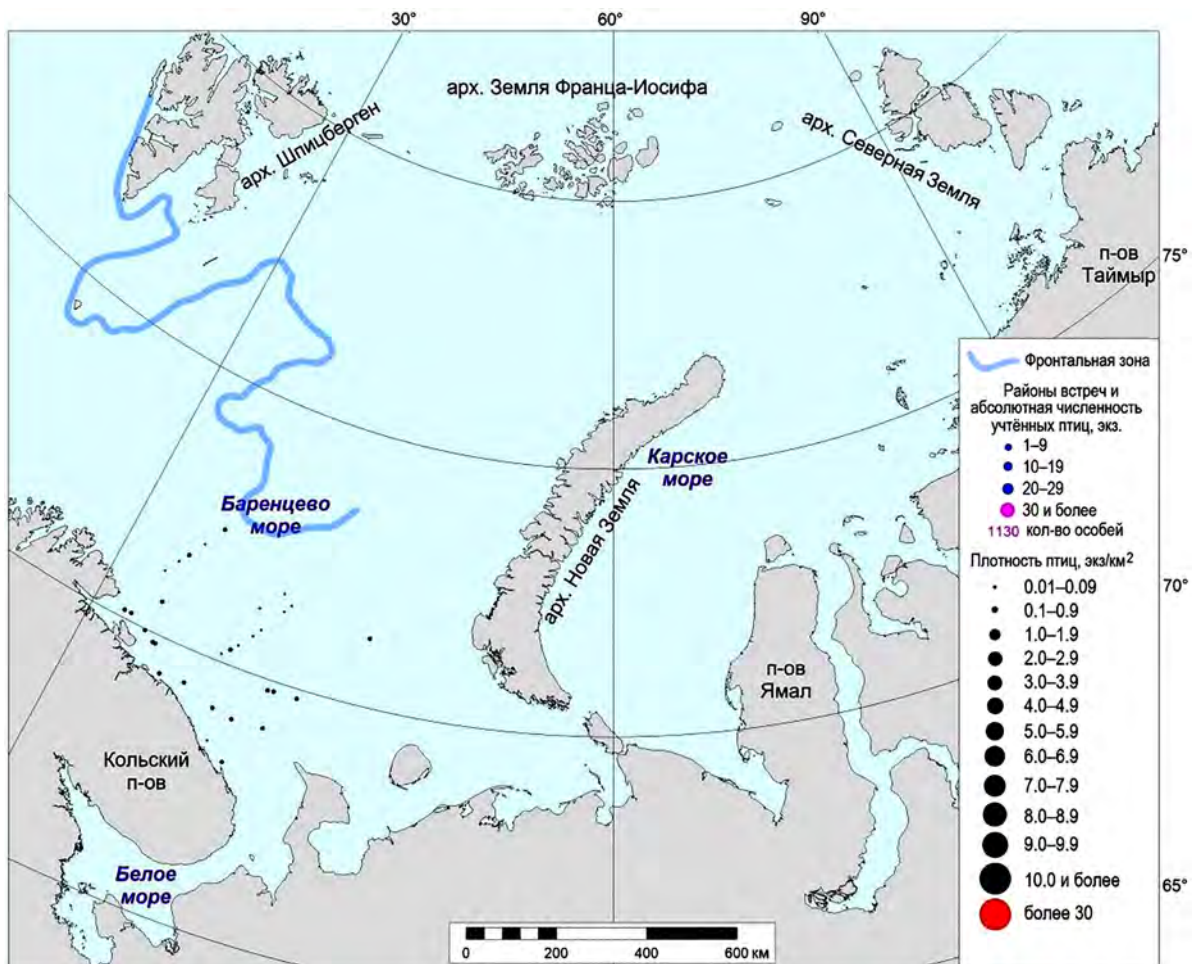 30°
60°
90°
арх. Земля Франца-Иосифа
арх. Шпицберген
арх. Северная Земля
п-ов
Таймыр
75°
Карское
море
Баренцево
море
арх. Новая Земля
70°
п-ов
Ямал
Кольский
п-ов
Белое
море
65°
0 200 400 600 км
Фронтальная зона
Районы встреч и
абсолютная численность
учтённых птиц, экз.
1–9
10–19
20–29
30 и более
1130 кол-во особей
Плотность птиц, экз/км²
0.01–0.09
0.1–0.9
1.0–1.9
2.0–2.9
3.0–3.9
4.0–4.9
5.0–5.9
6.0–6.9
7.0–7.9
8.0–8.9
9.0–9.9
10.0 и более
более 30